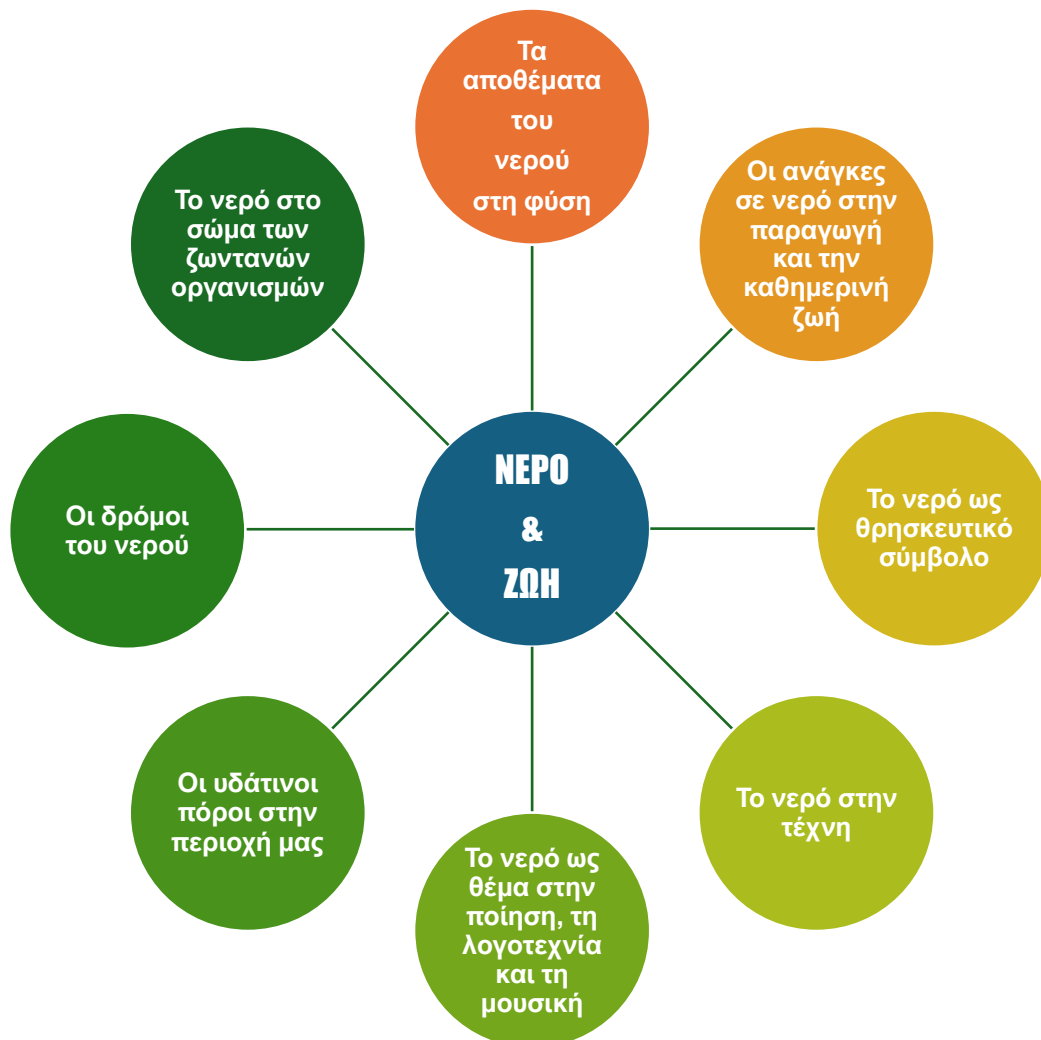 Τα
αποθέματα
του
νερού
στη φύση
Οι ανάγκες
σε νερό στην
παραγωγή
και την
καθημερινή
ζωή
Το νερό ως
θρησκευτικό
σύμβολο
Το νερό στην
τέχνη
Το νερό ως
θέμα στην
ποίηση, τη
λογοτεχνία
και τη
μουσική
Οι υδάτινοι
πόροι στην
περιοχή μας
Οι δρόμοι
του νερού
Το νερό στο
σώμα των
ζωντανών
οργανισμών
ΝΕΡΟ
&
ΖΩΗ